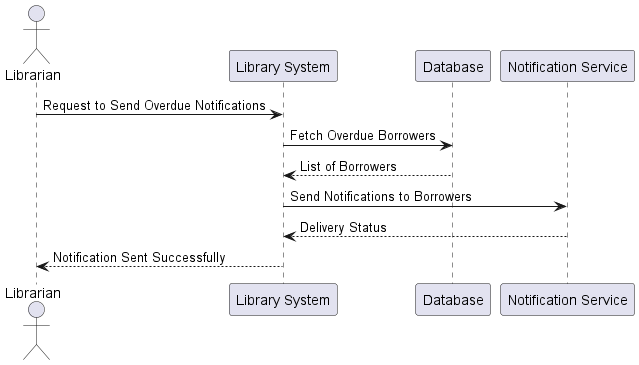 Librarian
Library System
Database
Notification Service
Request to Send Overdue Notifications
Fetch Overdue Borrowers
List of Borrowers
Send Notifications to Borrowers
Delivery Status
Notification Sent Successfully
Librarian
Library System
Database
Notification Service